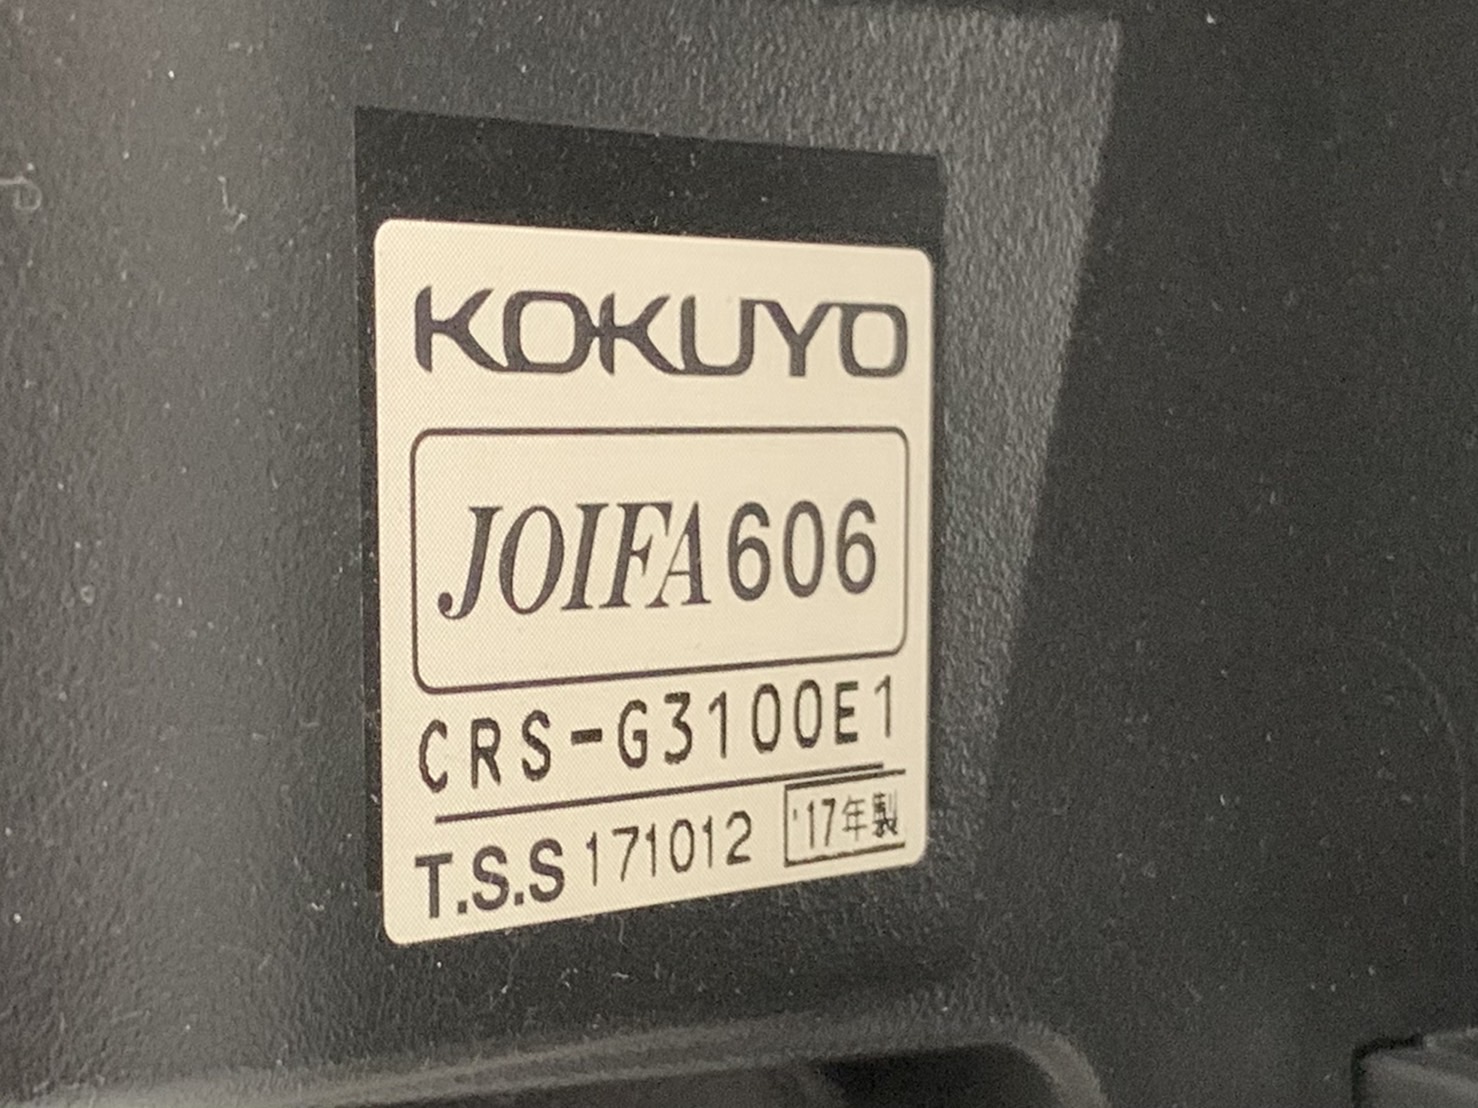 KOKUYO
JOIFA606
CRS-G3100E1
T.S.S 171012 '17年製